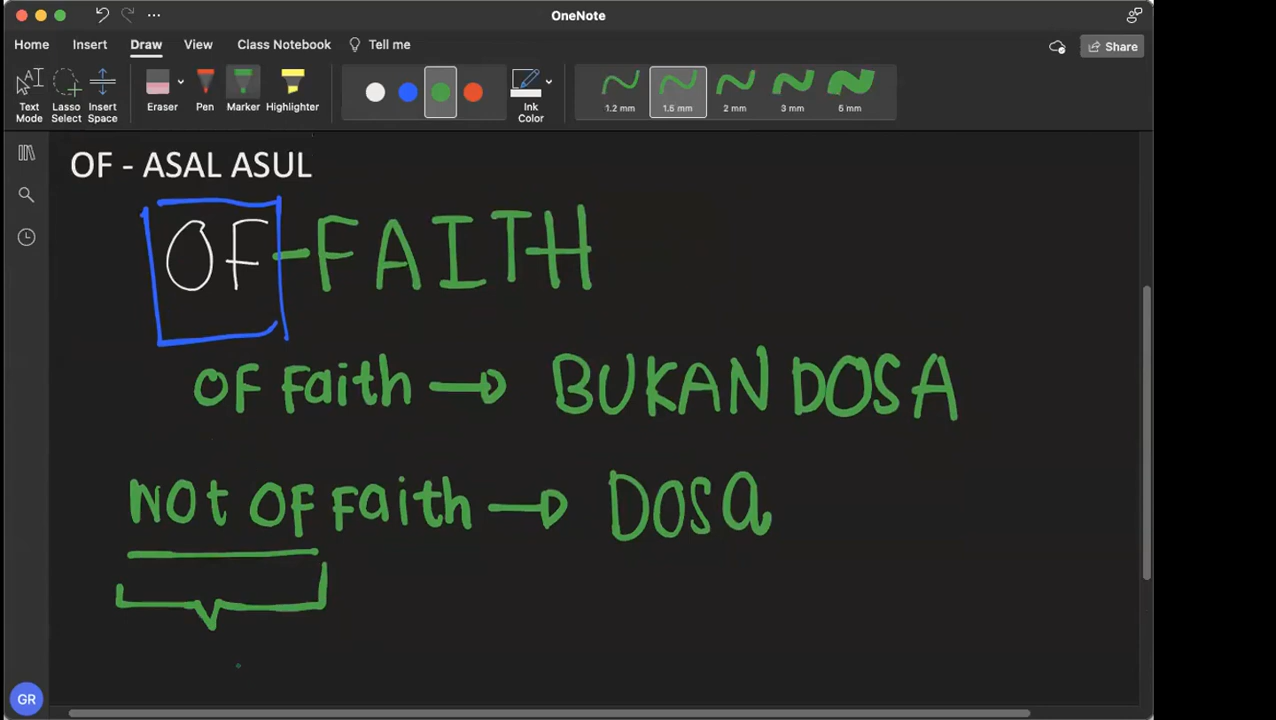 OneNote
Home Insert Draw View Class Notebook Tell me
Share
Text Mode Lasso Select Insert Space Eraser Pen Marker Highlighter Ink Color 1.2 mm 1.6 mm 2 mm 3 mm 6 mm
OF - ASAL ASUL
OF-FAITH
OF Faith → BUKAN DOSA
NOt OF Faith → DOSa
GR